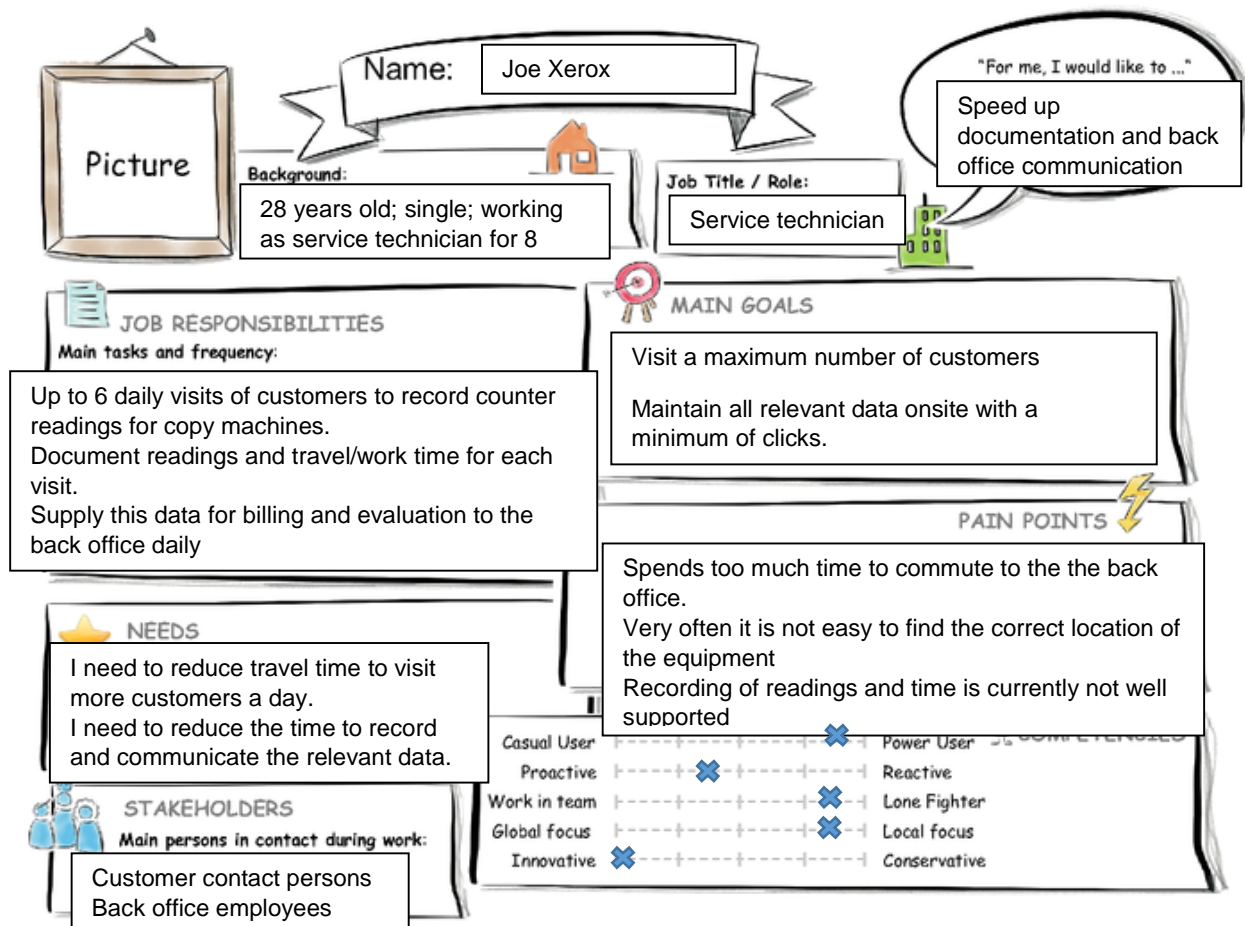 Name:
Joe Xerox
"For me, I would like to ..."
Speed up
documentation and back
office communication
Picture
Background:
28 years old; single; working
as service technician for 8
Job Title / Role:
Service technician
JOB RESPONSIBILITIES
Main tasks and frequency:
Up to 6 daily visits of customers to record counter
readings for copy machines.
Document readings and travel/work time for each
visit.
Supply this data for billing and evaluation to the
back office daily
MAIN GOALS
Visit a maximum number of customers
Maintain all relevant data onsite with a
minimum of clicks.
PAIN POINTS
Spends too much time to commute to the the back
office.
Very often it is not easy to find the correct location of
the equipment
Recording of readings and time is currently not well
supported
NEEDS
I need to reduce travel time to visit
more customers a day.
I need to reduce the time to record
and communicate the relevant data.
STAKEHOLDERS
Main persons in contact during work:
Customer contact persons
Back office employees
COMPETENCIES
Casual User Power User
Proactive Reactive
Work in team Lone Fighter
Global focus Local focus
Innovative Conservative